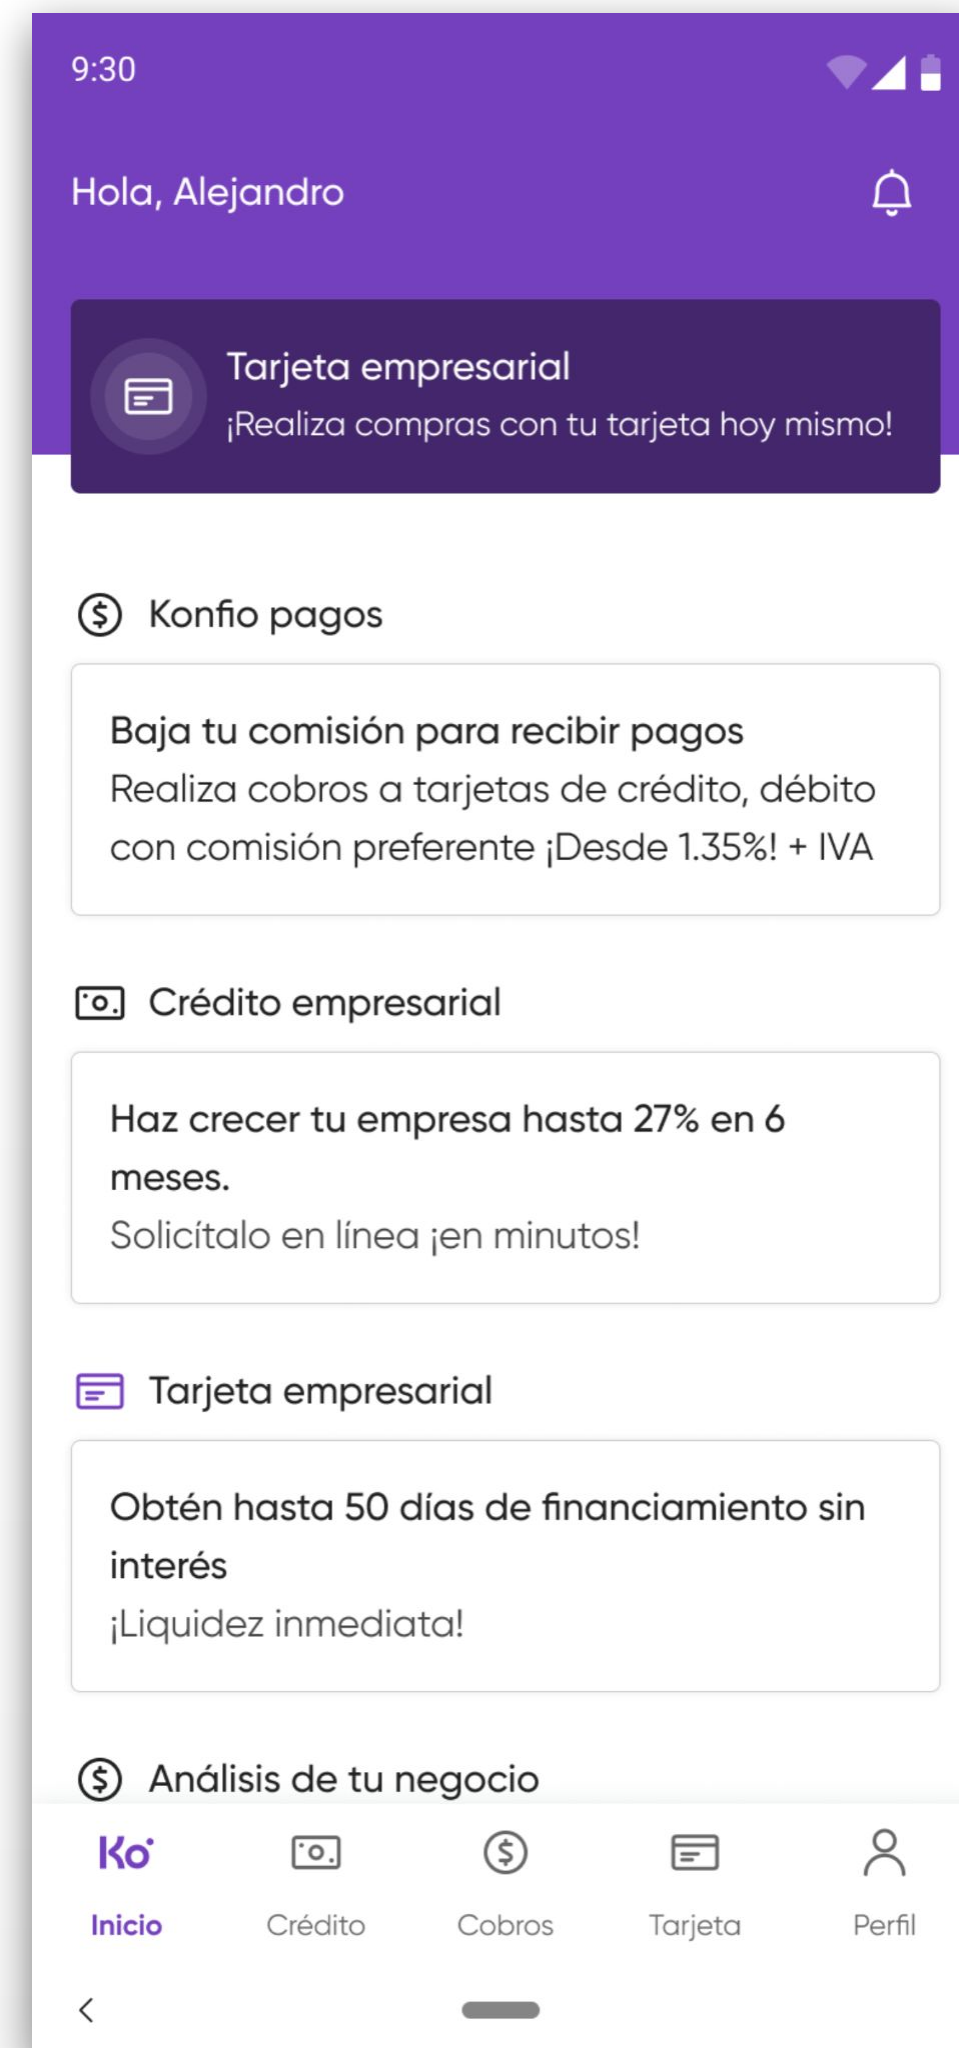 9:30
Hola, Alejandro
Tarjeta empresarial
¡Realiza compras con tu tarjeta hoy mismo!
Konfio pagos
Baja tu comisión para recibir pagos
Realiza cobros a tarjetas de crédito, débito
con comisión preferente ¡Desde 1.35%! + IVA
Crédito empresarial
Haz crecer tu empresa hasta 27% en 6
meses.
Solicítalo en línea ¡en minutos!
Tarjeta empresarial
Obtén hasta 50 días de financiamiento sin
interés
¡Liquidez inmediata!
Análisis de tu negocio
Ko
Inicio
Crédito
Cobros
Tarjeta
Perfil